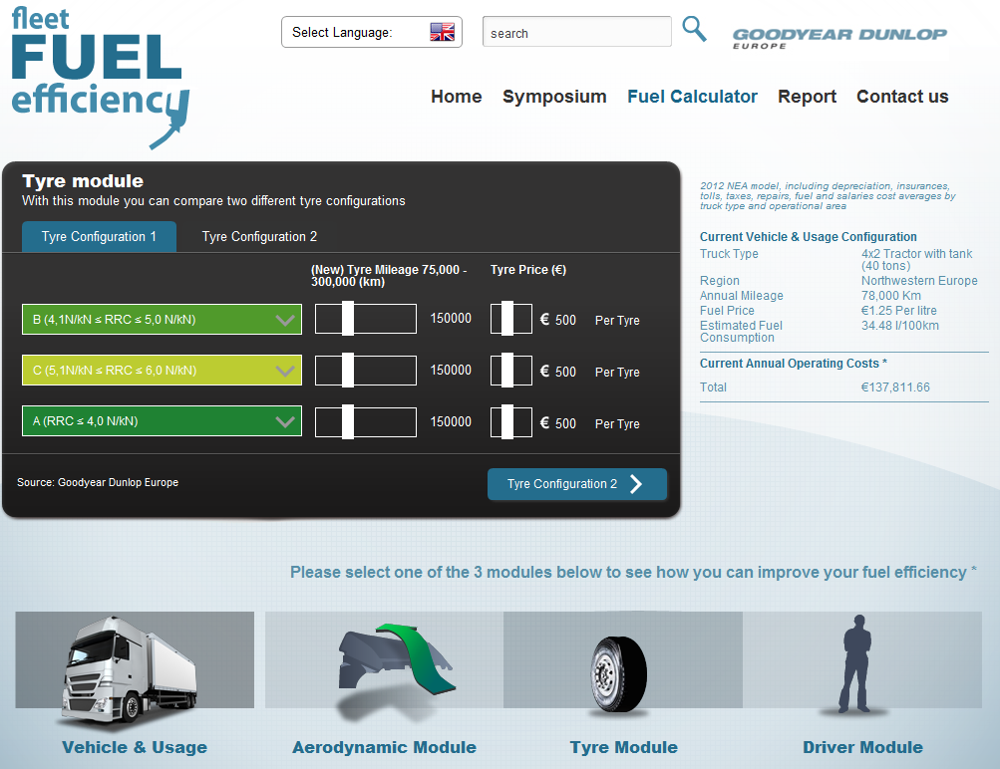 fleet
FUEL
efficiency
Select Language:
search
GOODYEAR DUNLOP
EUROPE
Home Symposium Fuel Calculator Report Contact us
Tyre module
With this module you can compare two different tyre configurations
Tyre Configuration 1 Tyre Configuration 2
(New) Tyre Mileage 75,000 -
300,000 (km)
Tyre Price (€)
B (4,1N/kN ≤ RRC ≤ 5,0 N/kN) 150000 € 500 Per Tyre
C (5,1N/kN ≤ RRC ≤ 6,0 N/kN) 150000 € 500 Per Tyre
A (RRC ≤ 4,0 N/kN) 150000 € 500 Per Tyre
Source: Goodyear Dunlop Europe
Tyre Configuration 2
2012 NEA model, including depreciation, insurances,
tolls, taxes, repairs, fuel and salaries cost averages by
truck type and operational area
Current Vehicle & Usage Configuration
Truck Type 4x2 Tractor with tank
(40 tons)
Region Northwestern Europe
Annual Mileage 78,000 Km
Fuel Price €1.25 Per litre
Estimated Fuel 34.48 l/100km
Consumption
Current Annual Operating Costs *
Total €137,811.66
Please select one of the 3 modules below to see how you can improve your fuel efficiency *
Vehicle & Usage Aerodynamic Module Tyre Module Driver Module